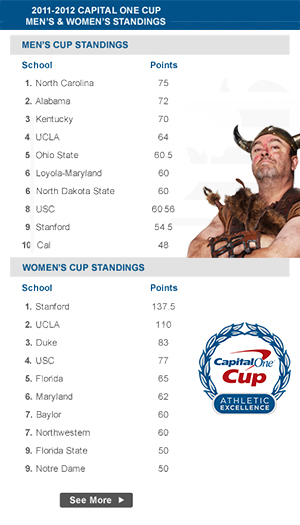 2011-2012 CAPITAL ONE CUP
MEN'S & WOMEN'S STANDINGS
MEN'S CUP STANDINGS
School Points
1. North Carolina 75
2. Alabama 72
3 Kentucky 70
4 UCLA 64
5 Ohio State 60.5
6 Loyola-Maryland 60
6 North Dakota State 60
8 USC 60 56
9 Stanford 54.5
10 Cal 48
WOMEN'S CUP STANDINGS
School Points
1. Stanford 137.5
2. UCLA 110
3. Duke 83
4. USC 77
5. Florida 65
6. Maryland 62
7. Baylor 60
7. Northwestern 60
9. Florida State 50
9. Notre Dame 50
Capital One
Cup
ATHLETIC
EXCELLENCE
See More